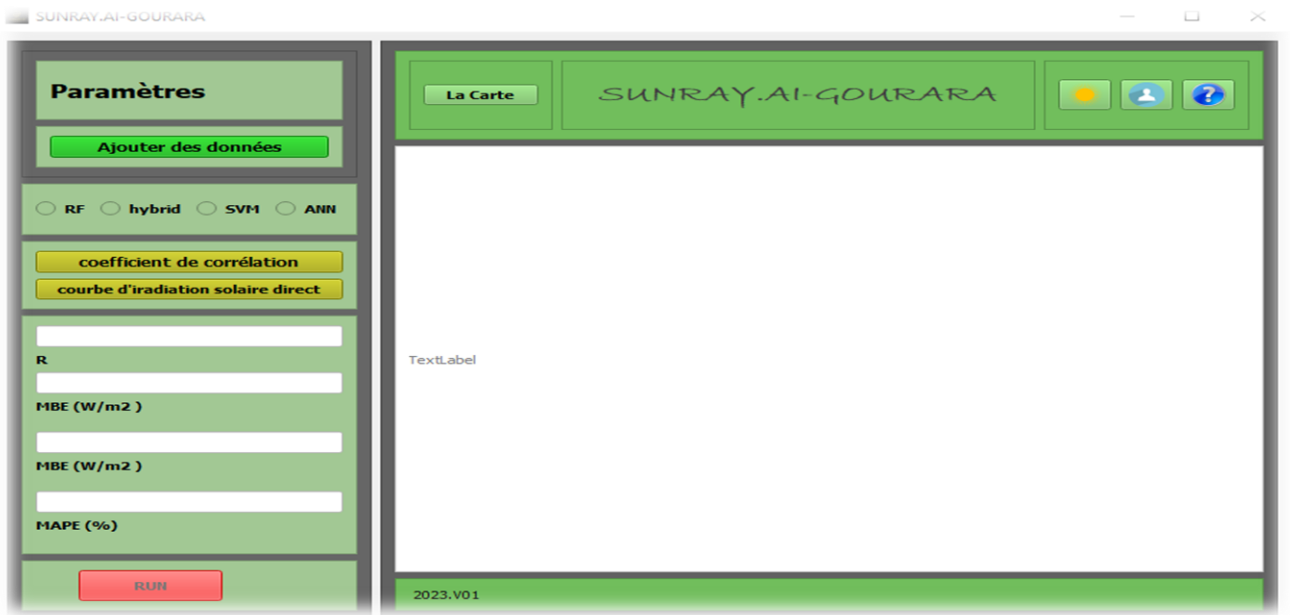 SUNRAY.AI-GOURARA
Paramètres
Ajouter des données
RF hybrid SVM ANN
coefficient de corrélation
courbe d'iradiation solaire direct
R
MBE (W/m2 )
MBE (W/m2 )
MAPE (%)
RUN
La Carte
SUNRAY.AI-GOURARA
?
TextLabel
2023.V01